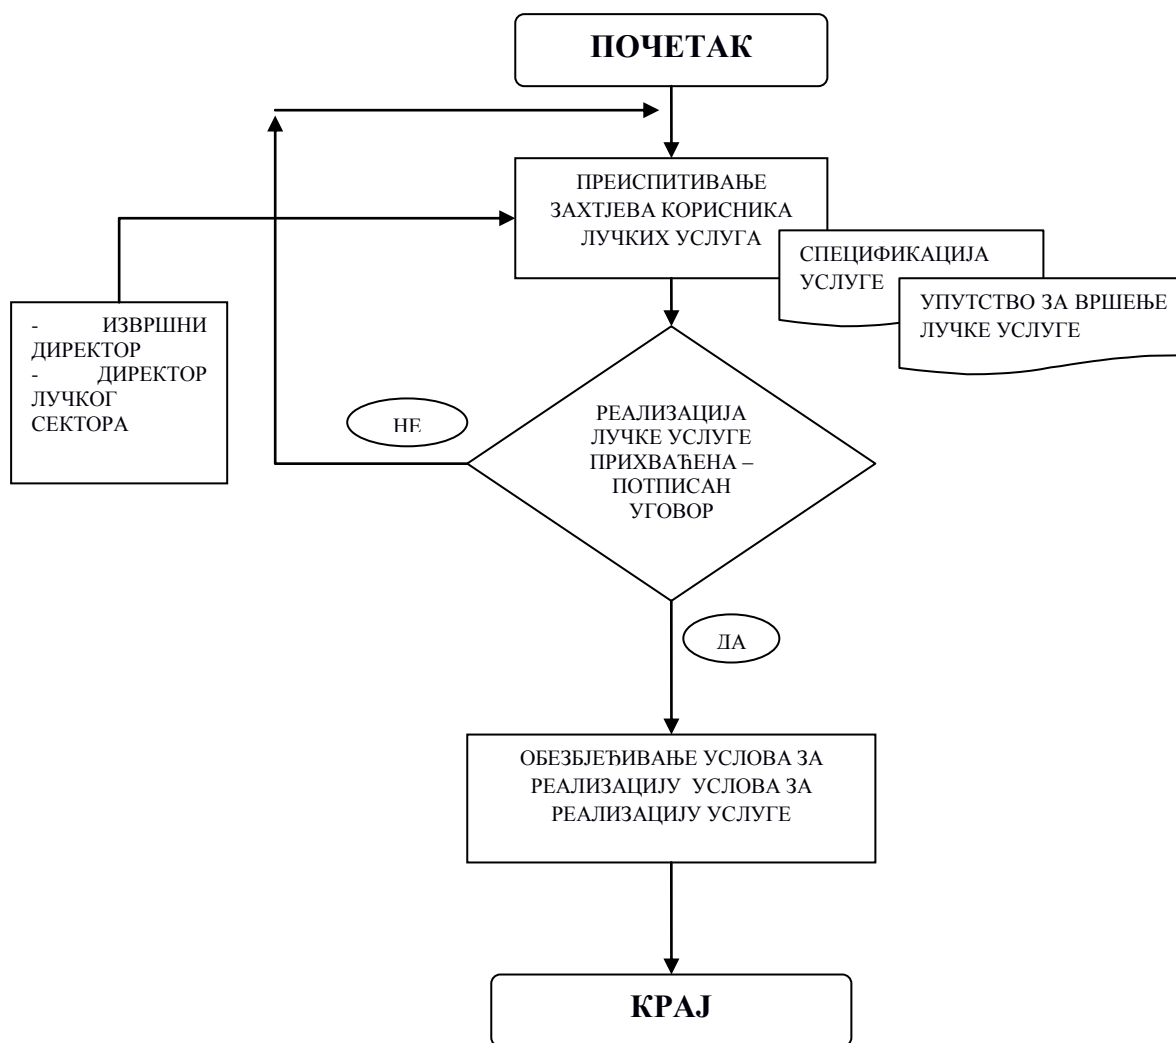 ПОЧЕТАК
ПРЕИСПИТИВАЊЕ
ЗАХТЈЕВА КОРИСНИКА
ЛУЧКИХ УСЛУГА
СПЕЦИФИКАЦИЈА
УСЛУГЕ
УПУТСТВО ЗА ВРШЕЊЕ
ЛУЧКЕ УСЛУГЕ
- ИЗВРШНИ
ДИРЕКТОР
- ДИРЕКТОР
ЛУЧКОГ
СЕКТОРА
НЕ
РЕАЛИЗАЦИЈА
ЛУЧКЕ УСЛУГЕ
ПРИХВАЋЕНА –
ПОТПИСАН
УГОВОР
ДА
ОБЕЗБЈЕЂИВАЊЕ УСЛОВА ЗА
РЕАЛИЗАЦИЈУ УСЛОВА ЗА
РЕАЛИЗАЦИЈУ УСЛУГЕ
КРАЈ